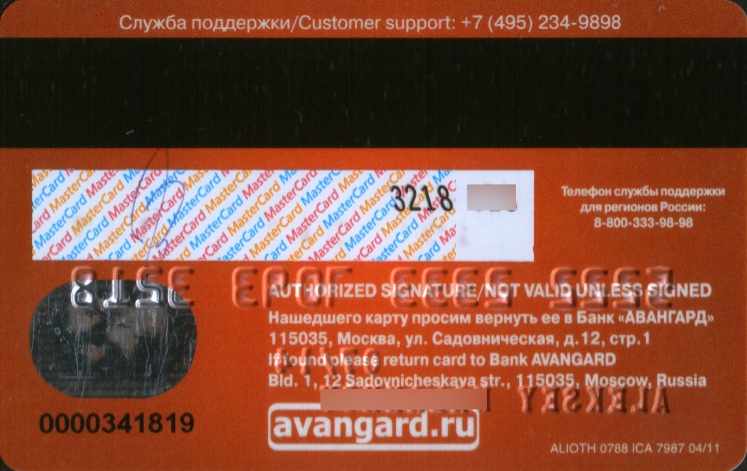 Служба поддержки/Customer support: +7 (495) 234-9898
3218
Телефон службы поддержки
для регионов России:
8-800-333-98-98
AUTHORIZED SIGNATURE/NOT VALID UNLESS SIGNED
Нашедшего карту просим вернуть ее в Банк «АВАНГАРД»
115035, Москва, ул. Садовническая, д.12, стр.1
If found please return card to Bank AVANGARD
Bld. 1, 12 Sadovnicheskaya str., 115035, Moscow, Russia
ALEKSEY
0000341819
avangard.ru
ALIOTH 0788 ICA 7987 04/11